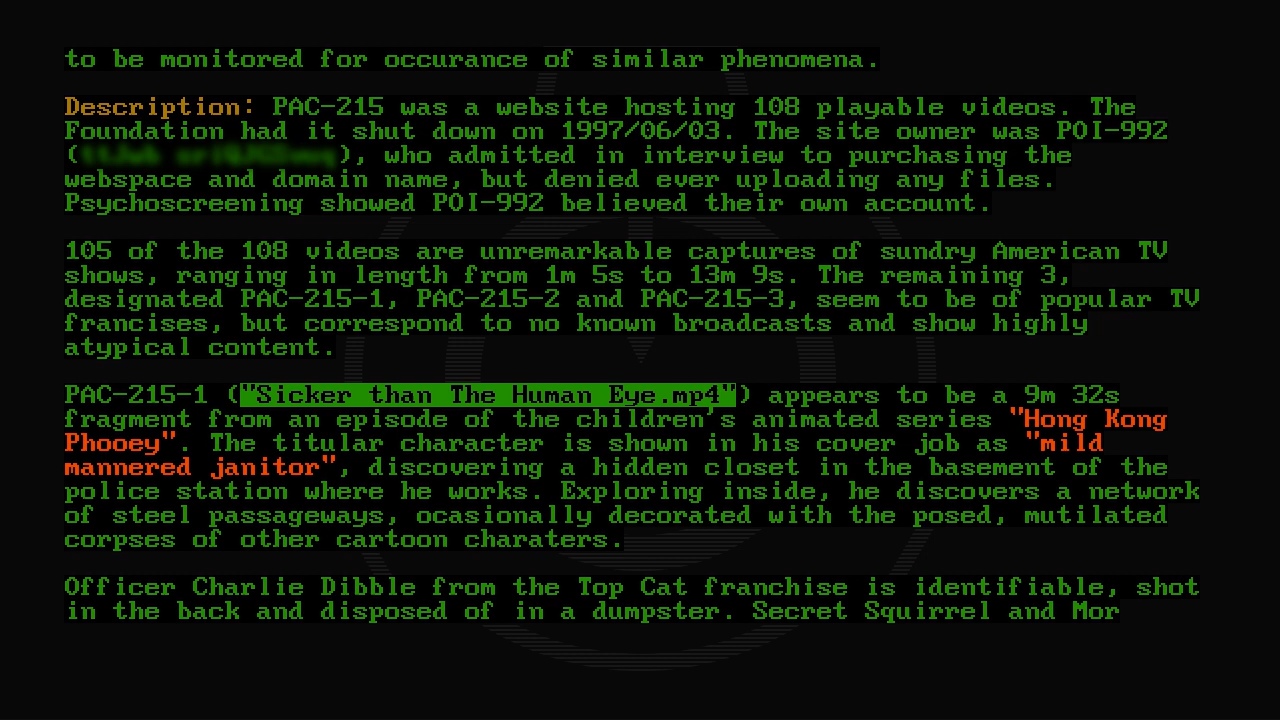 to be monitored for occurance of similar phenomena.
Description: PAC-215 was a website hosting 108 playable videos. The
Foundation had it shut down on 1997/06/03. The site owner was POI-992
( ), who admitted in interview to purchasing the
webspace and domain name, but denied ever uploading any files.
Psychoscreening showed POI-992 believed their own account.
105 of the 108 videos are unremarkable captures of sundry American TV
shows, ranging in length from 1m 5s to 13m 9s. The remaining 3,
designated PAC-215-1, PAC-215-2 and PAC-215-3, seem to be of popular TV
francises, but correspond to no known broadcasts and show highly
atypical content.
PAC-215-1 ("Sicker than The Human Eye.mp4") appears to be a 9m 32s
fragment from an episode of the children's animated series "Hong Kong
Phooey". The titular character is shown in his cover job as "mild
mannered janitor", discovering a hidden closet in the basement of the
police station where he works. Exploring inside, he discovers a network
of steel passageways, ocasionally decorated with the posed, mutilated
corpses of other cartoon charaters.
Officer Charlie Dibble from the Top Cat franchise is identifiable, shot
in the back and disposed of in a dumpster. Secret Squirrel and Mor